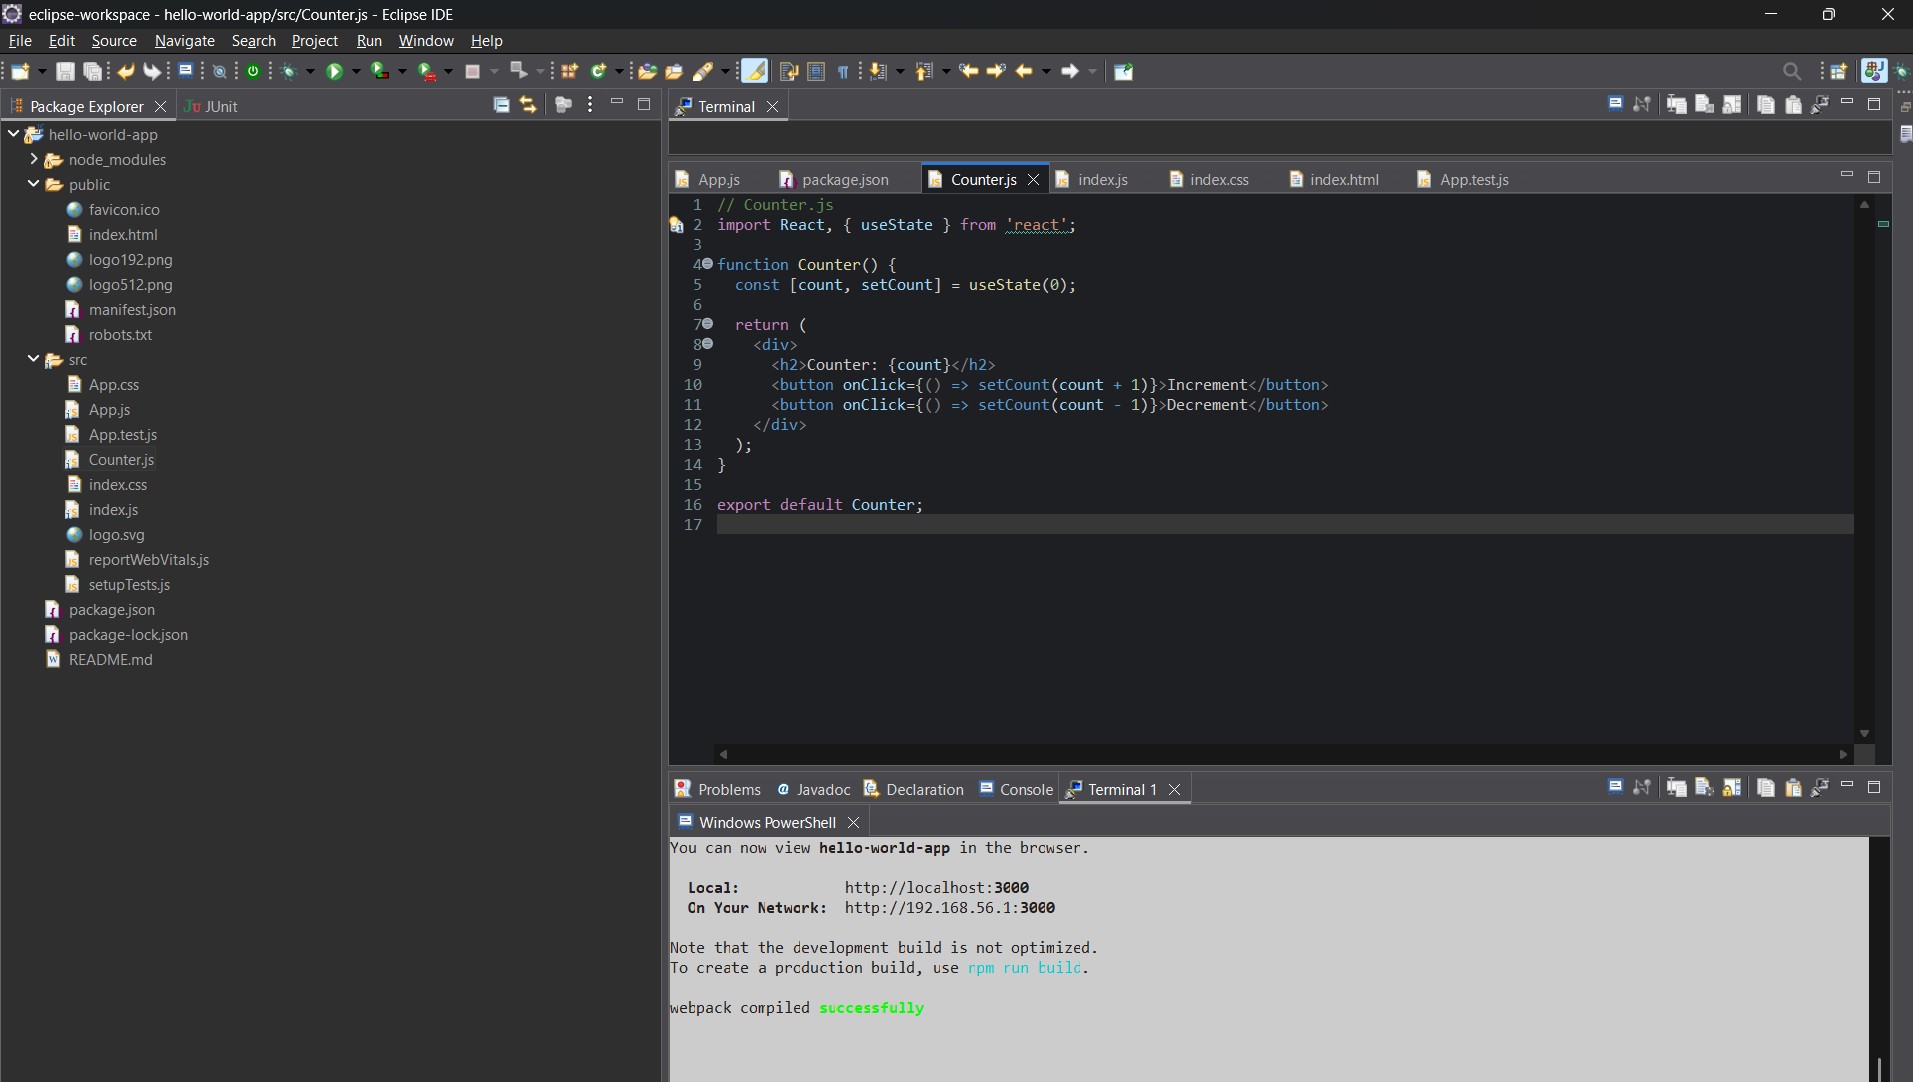 eclipse-workspace - hello-world-app/src/Counter.js - Eclipse IDE
File Edit Source Navigate Search Project Run Window Help
Package Explorer
JUnit
hello-world-app
node_modules
public
favicon.ico
index.html
logo192.png
logo512.png
manifest.json
robots.txt
src
App.css
App.js
App.test.js
Counter.js
index.css
index.js
logo.svg
reportWebVitals.js
setupTests.js
package.json
package-lock.json
README.md
Terminal
App.js package.json Counter.js index.js index.css index.html App.test.js
1 // Counter.js
2 import React, { useState } from 'react';
3
4 function Counter() {
5 const [count, setCount] = useState(0);
6
7 return (
8 <div>
9 <h2>Counter: {count}</h2>
10 <button onClick={() => setCount(count + 1)}>Increment</button>
11 <button onClick={() => setCount(count - 1)}>Decrement</button>
12 </div>
13 );
14 }
15
16 export default Counter;
17
Problems @ Javadoc Declaration Console Terminal 1
Windows PowerShell
You can now view hello-world-app in the browser.
Local: http://localhost:3000
On Your Network: http://192.168.56.1:3000
Note that the development build is not optimized.
To create a production build, use npm run build.
webpack compiled successfully